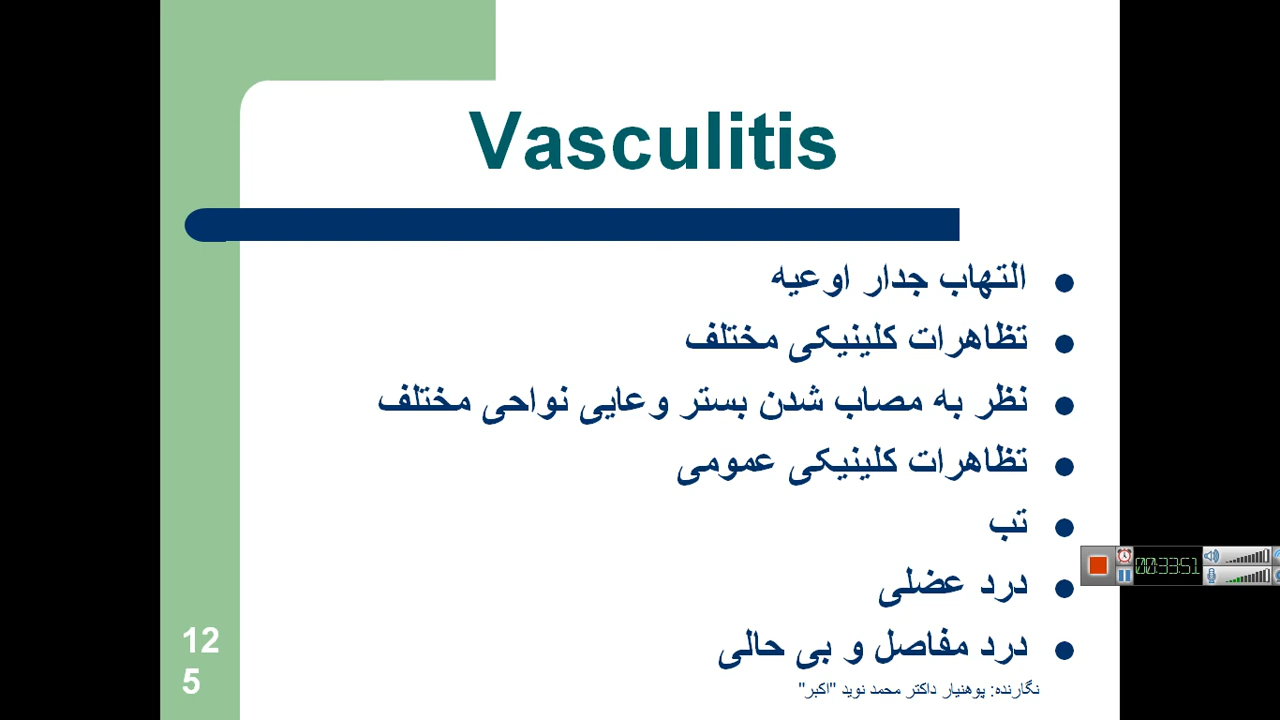 Vasculitis
التهاب جدار اوعیه
تظاهرات کلینیکی مختلف
نظر به مصاب شدن بستر وعایی نواحی مختلف
تظاهرات کلینیکی عمومی
تب
درد عضلی
درد مفاصل و بی حالی
نگارنده: پوهنیار داکتر محمد نوید "اکبر"
12
5
00:33:51